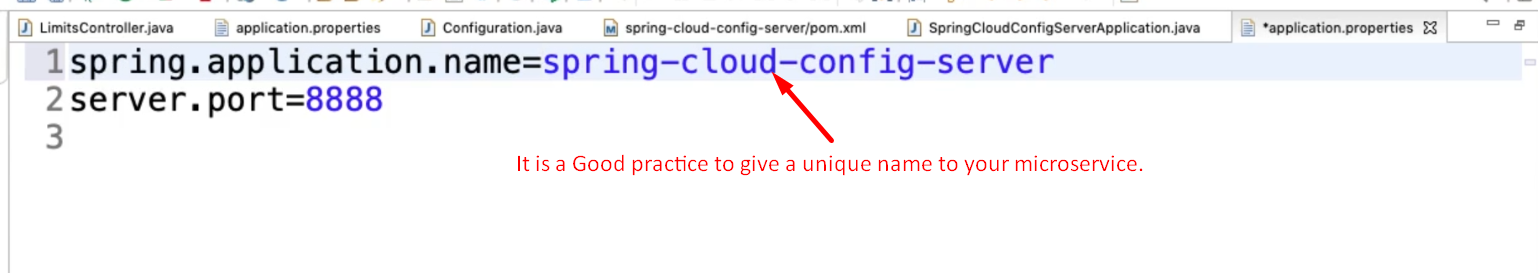 LimitsController.java application.properties Configuration.java spring-cloud-config-server/pom.xml SpringCloudConfigServerApplication.java *application.properties
1 spring.application.name=spring-cloud-config-server
2 server.port=8888
3
It is a Good practice to give a unique name to your microservice.